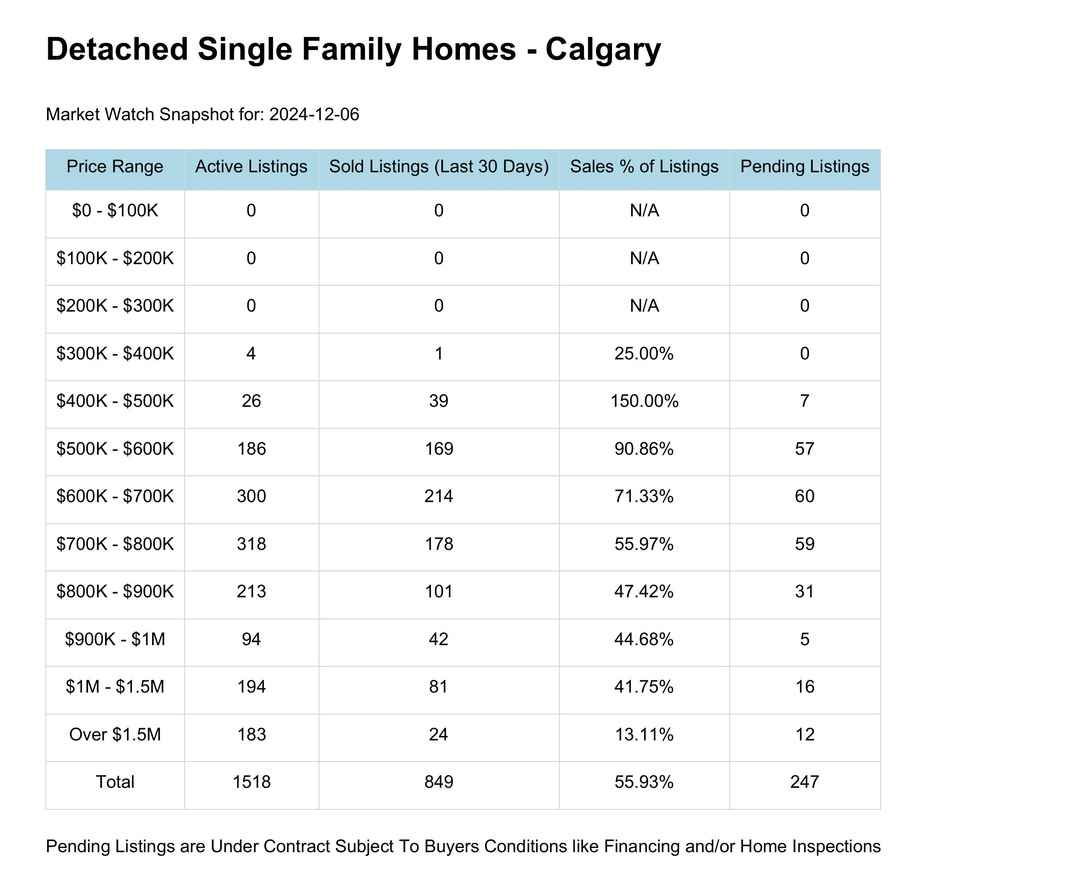 Detached Single Family Homes - Calgary
Market Watch Snapshot for: 2024-12-06
Price Range Active Listings Sold Listings (Last 30 Days) Sales % of Listings Pending Listings
$0 - $100K 0 0 N/A 0
$100K - $200K 0 0 N/A 0
$200K - $300K 0 0 N/A 0
$300K - $400K 4 1 25.00% 0
$400K - $500K 26 39 150.00% 7
$500K - $600K 186 169 90.86% 57
$600K - $700K 300 214 71.33% 60
$700K - $800K 318 178 55.97% 59
$800K - $900K 213 101 47.42% 31
$900K - $1M 94 42 44.68% 5
$1M - $1.5M 194 81 41.75% 16
Over $1.5M 183 24 13.11% 12
Total 1518 849 55.93% 247
Pending Listings are Under Contract Subject To Buyers Conditions like Financing and/or Home Inspections